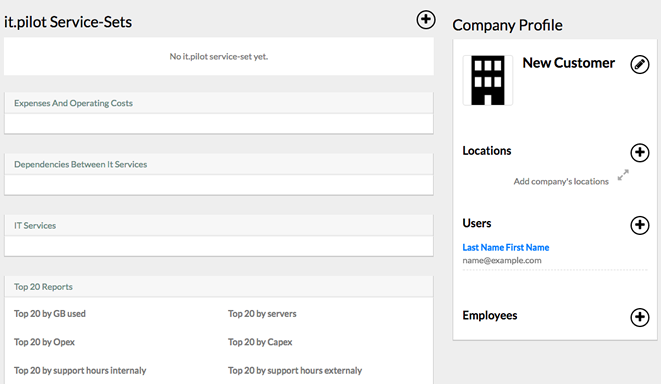 it.pilot Service-Sets
No it.pilot service-set yet.
Expenses And Operating Costs
Dependencies Between It Services
IT Services
Top 20 Reports
Top 20 by GB used
Top 20 by servers
Top 20 by Opex
Top 20 by Capex
Top 20 by support hours internaly
Top 20 by support hours externaly
Company Profile
New Customer
Locations
Add company's locations
Users
Last Name First Name
name@example.com
Employees